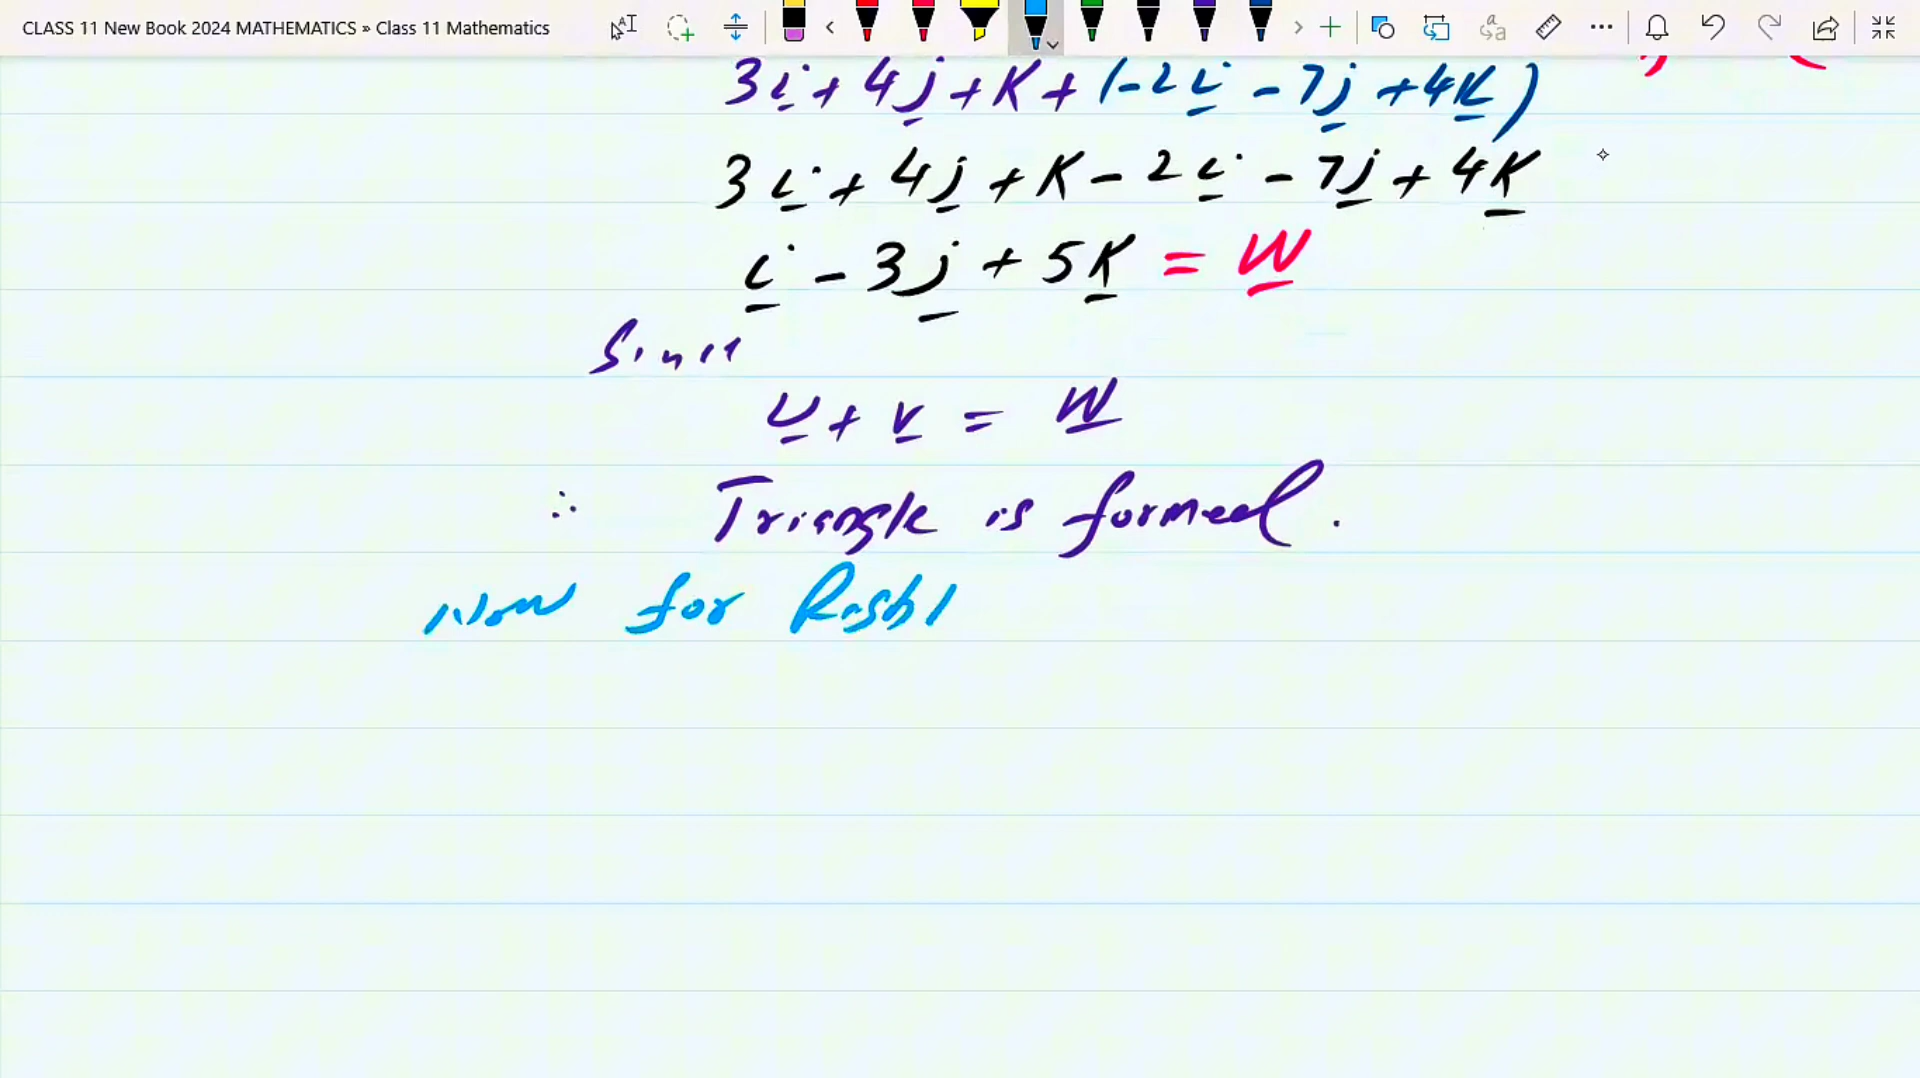 CLASS 11 New Book 2024 MATHEMATICS » Class 11 Mathematics
3i + 4j + K + (-2i - 7j + 4K)
3i + 4j + K - 2i - 7j + 4K
i - 3j + 5K = W
Since
U + V = W
∴ Triangle is formed.
Now for Right